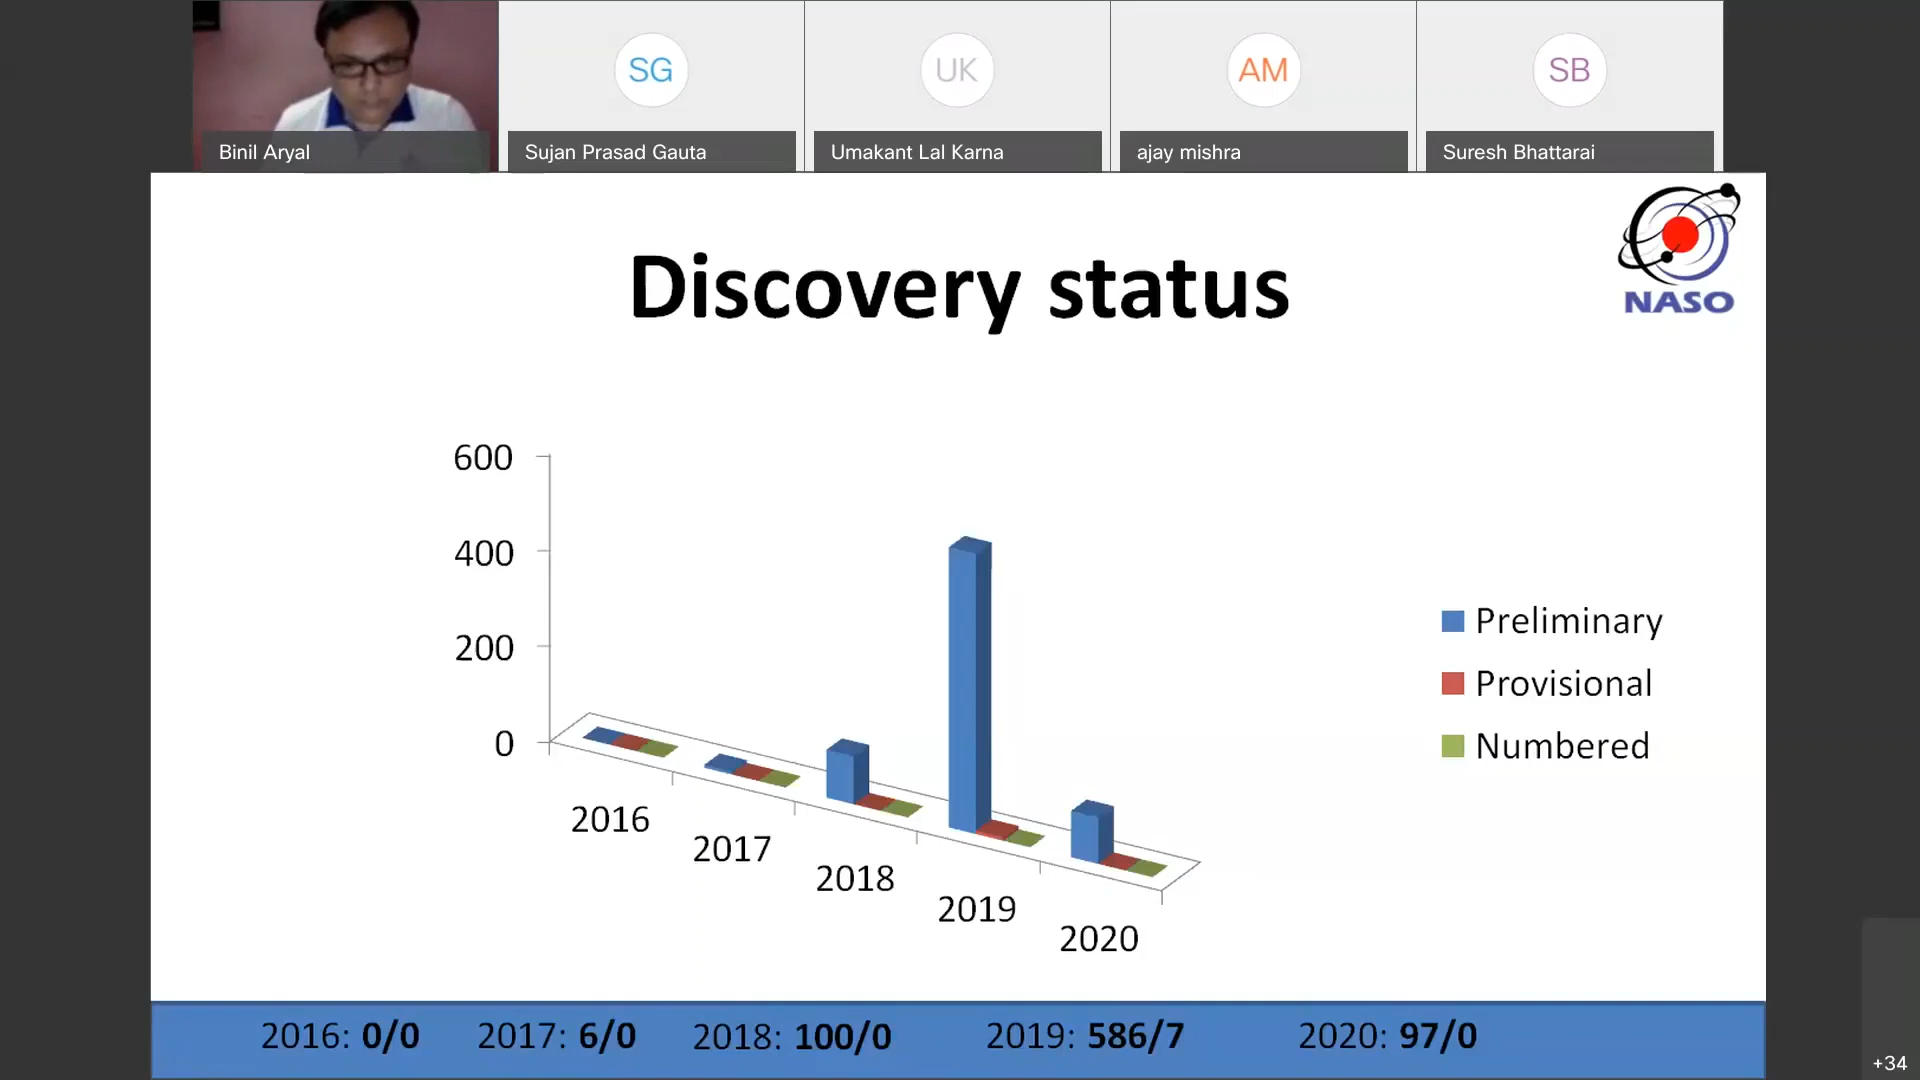 SG
UK
AM
SB
Binil Aryal
Sujan Prasad Gauta
Umakant Lal Karna
ajay mishra
Suresh Bhattarai
NASO
Discovery status
600
400
200
0
2016
2017
2018
2019
2020
Preliminary
Provisional
Numbered
2016: 0/0 2017: 6/0 2018: 100/0 2019: 586/7 2020: 97/0
+34